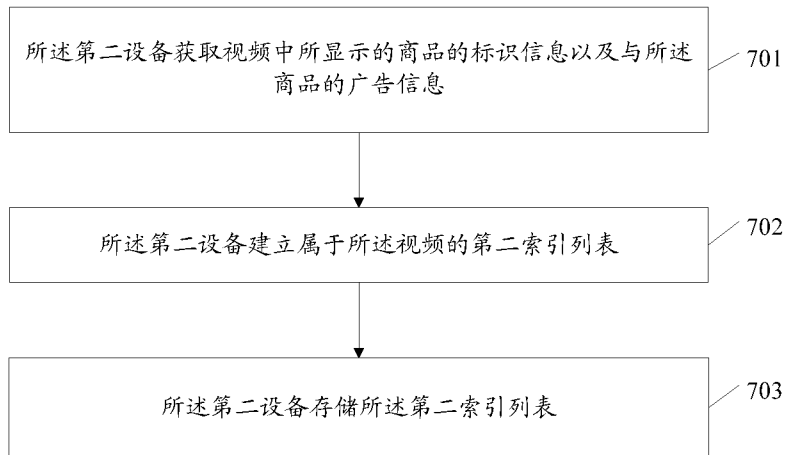 所述第二设备获取视频中所显示的商品的标识信息以及与所述
商品的广告信息
701
所述第二设备建立属于所述视频的第二索引列表
702
所述第二设备存储所述第二索引列表
703